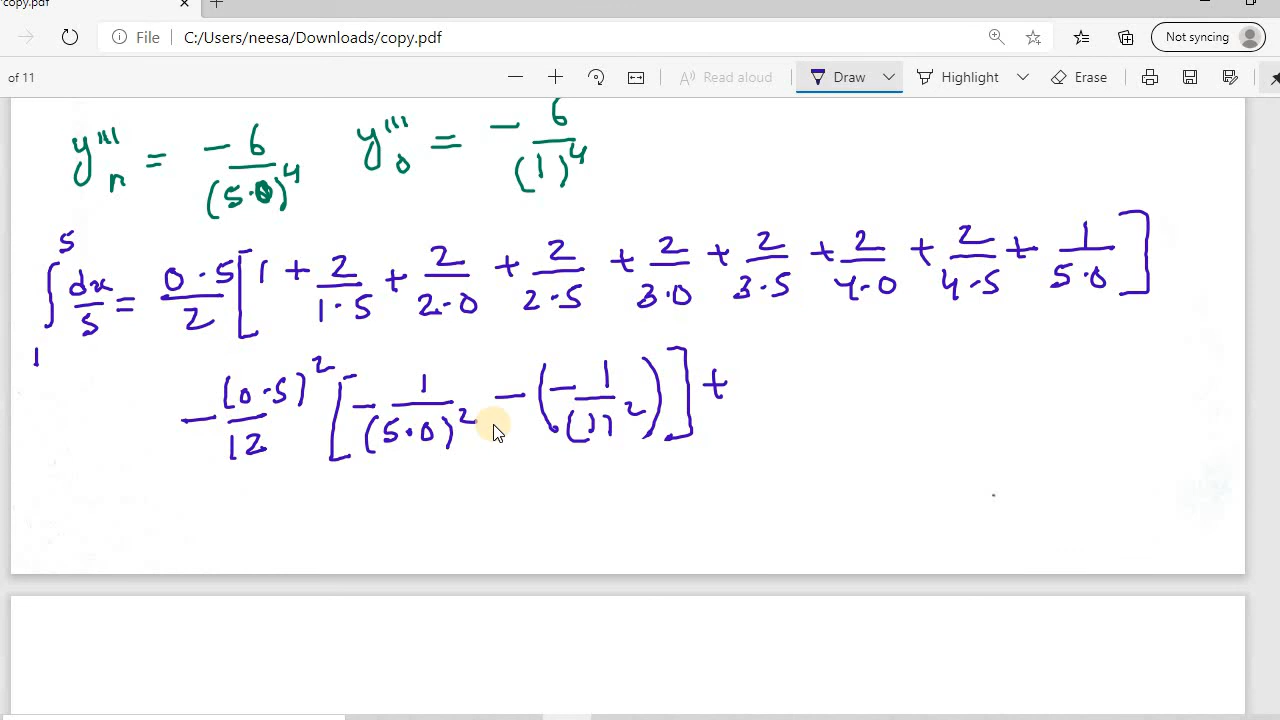 copy.pdf
File C:/Users/neesa/Downloads/copy.pdf Not syncing
of 11 Read aloud Draw Highlight Erase
y'''ₙ = -6/(5.0)⁴ y'''₀ = -6/(1)⁴
∫₁⁵ dx/5 = 0.5/2 [1 + 2/1.5 + 2/2.0 + 2/2.5 + 2/3.0 + 2/3.5 + 2/4.0 + 2/4.5 + 1/5.0]
-(0.5)²/12 [-1/(5.0)² - (-1/(1)²)] +